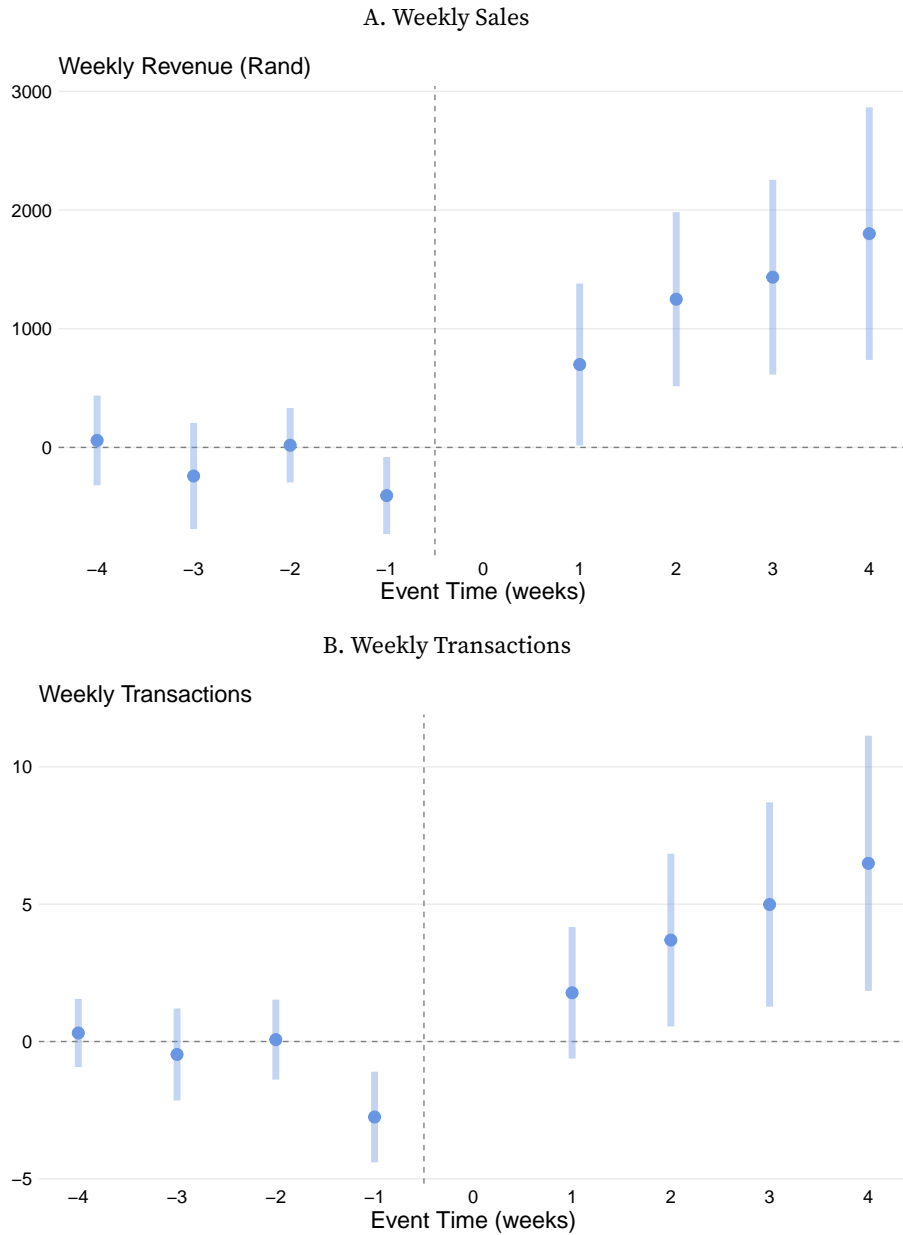 A. Weekly Sales
Weekly Revenue (Rand)
3000
2000
1000
0
−4 −3 −2 −1 0 1 2 3 4
Event Time (weeks)
B. Weekly Transactions
Weekly Transactions
10
5
0
−5
−4 −3 −2 −1 0 1 2 3 4
Event Time (weeks)